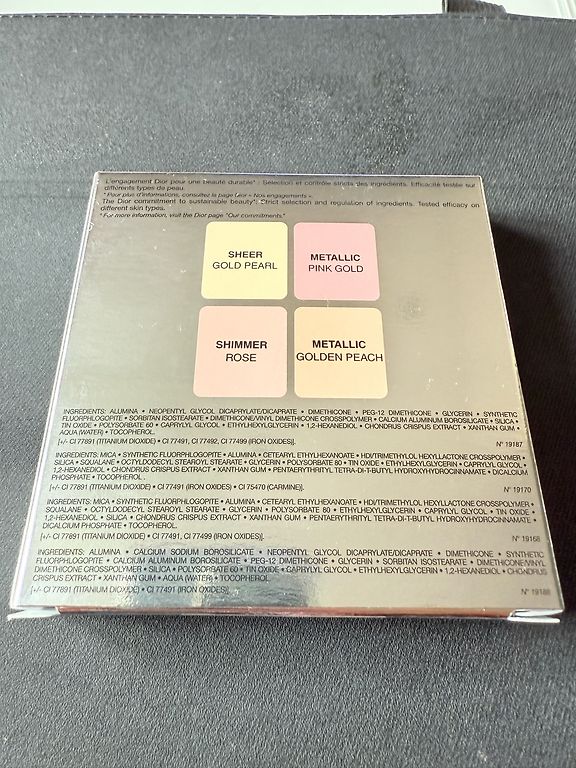 L'engagement Dior pour une beauté durable* : Sélection et contrôle stricts des ingrédients. Efficacité testée sur
différents types de peau.
* Pour plus d'informations, consultez la page Dior « Nos engagements ».
The Dior commitment to sustainable beauty*: Strict selection and regulation of ingredients. Tested efficacy on
different skin types.
*For more information, visit the Dior page "Our commitments."
SHEER
GOLD PEARL
METALLIC
PINK GOLD
SHIMMER
ROSE
METALLIC
GOLDEN PEACH
INGREDIENTS: ALUMINA • NEOPENTYL GLYCOL DICAPRYLATE/DICAPRATE • DIMETHICONE • PEG-12 DIMETHICONE • GLYCERIN • SYNTHETIC
FLUORPHLOGOPITE • SORBITAN ISOSTEARATE • DIMETHICONE/VINYL DIMETHICONE CROSSPOLYMER • CALCIUM ALUMINUM BOROSILICATE • SILICA •
TIN OXIDE • POLYSORBATE 60 • CAPRYLYL GLYCOL • ETHYLHEXYLGLYCERIN • 1,2-HEXANEDIOL • CHONDRUS CRISPUS EXTRACT • XANTHAN GUM •
AQUA (WATER) • TOCOPHEROL.
[+/- CI 77891 (TITANIUM DIOXIDE) • CI 77491, CI 77492, CI 77499 (IRON OXIDES)]. N° 19187
INGREDIENTS: MICA • SYNTHETIC FLUORPHLOGOPITE • ALUMINA • CETEARYL ETHYLHEXANOATE • HDI/TRIMETHYLOL HEXYLLACTONE CROSSPOLYMER
• SILICA • SQUALANE • OCTYLDODECYL STEAROYL STEARATE • GLYCERIN • POLYSORBATE 80 • TIN OXIDE • ETHYLHEXYLGLYCERIN • CAPRYLYL GLYCOL •
1,2-HEXANEDIOL • CHONDRUS CRISPUS EXTRACT • XANTHAN GUM • PENTAERYTHRITYL TETRA-DI-T-BUTYL HYDROXYHYDROCINNAMATE • DICALCIUM
PHOSPHATE • TOCOPHEROL.
[+/- CI 77891 (TITANIUM DIOXIDE) • CI 77491 (IRON OXIDES) • CI 75470 (CARMINE)]. N° 19170
INGREDIENTS: MICA • SYNTHETIC FLUORPHLOGOPITE • ALUMINA • CETEARYL ETHYLHEXANOATE • HDI/TRIMETHYLOL HEXYLLACTONE CROSSPOLYMER •
SQUALANE • OCTYLDODECYL STEAROYL STEARATE • GLYCERIN • POLYSORBATE 80 • ETHYLHEXYLGLYCERIN • CAPRYLYL GLYCOL • TIN OXIDE •
1,2-HEXANEDIOL • SILICA • CHONDRUS CRISPUS EXTRACT • XANTHAN GUM • PENTAERYTHRITYL TETRA-DI-T-BUTYL HYDROXYHYDROCINNAMATE •
DICALCIUM PHOSPHATE • TOCOPHEROL.
[+/- CI 77891 (TITANIUM DIOXIDE) • CI 77491, CI 77499 (IRON OXIDES)]. N° 19168
INGREDIENTS: ALUMINA • CALCIUM SODIUM BOROSILICATE • NEOPENTYL GLYCOL DICAPRYLATE/DICAPRATE • DIMETHICONE • SYNTHETIC
FLUORPHLOGOPITE • CALCIUM ALUMINUM BOROSILICATE • PEG-12 DIMETHICONE • GLYCERIN • SORBITAN ISOSTEARATE • DIMETHICONE/VINYL
DIMETHICONE CROSSPOLYMER • SILICA • POLYSORBATE 60 • TIN OXIDE • CAPRYLYL GLYCOL • ETHYLHEXYLGLYCERIN • 1,2-HEXANEDIOL • CHONDRUS
CRISPUS EXTRACT • XANTHAN GUM • AQUA (WATER) • TOCOPHEROL.
[+/- CI 77891 (TITANIUM DIOXIDE) • CI 77491 (IRON OXIDES)]. N° 19188